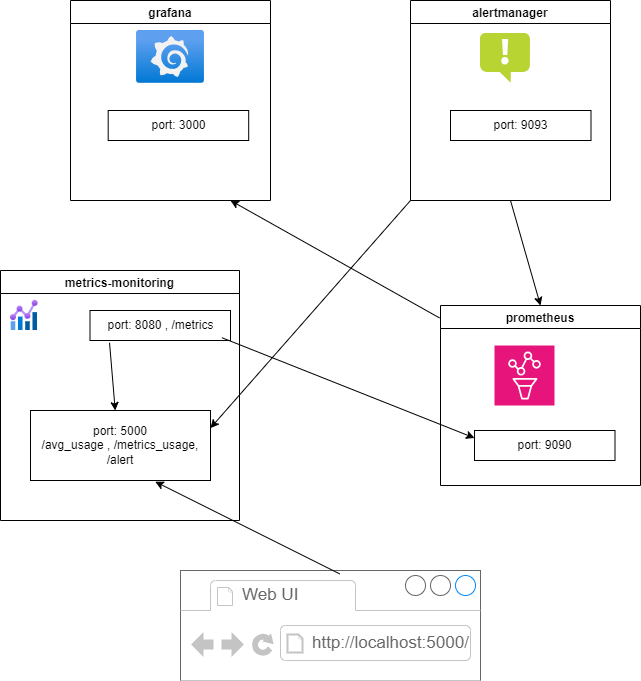 grafana
port: 3000
alertmanager
port: 9093
metrics-monitoring
port: 8080 , /metrics
port: 5000
/avg_usage , /metrics_usage,
/alert
prometheus
port: 9090
Web UI
http://localhost:5000/